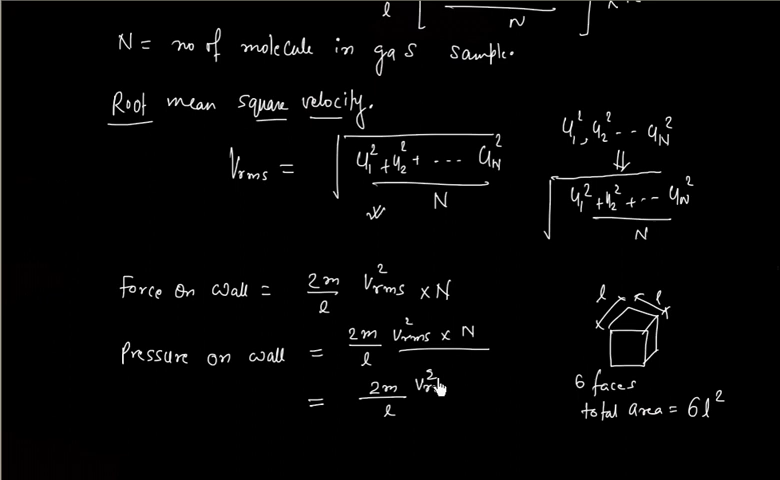 l [ N ]
N = no of molecule in gas sample.
Root mean square velocity.
Vrms = √((u₁² + u₂² + ... uN²) / N)
u₁², u₂² ... uN²
⇓
√((u₁² + u₂² + ... uN²) / N)
Force on wall = 2m/l Vrms² × N
Pressure on wall = 2m/l Vrms² × N
= 2m/l Vr
l l
6 faces
total area = 6l²